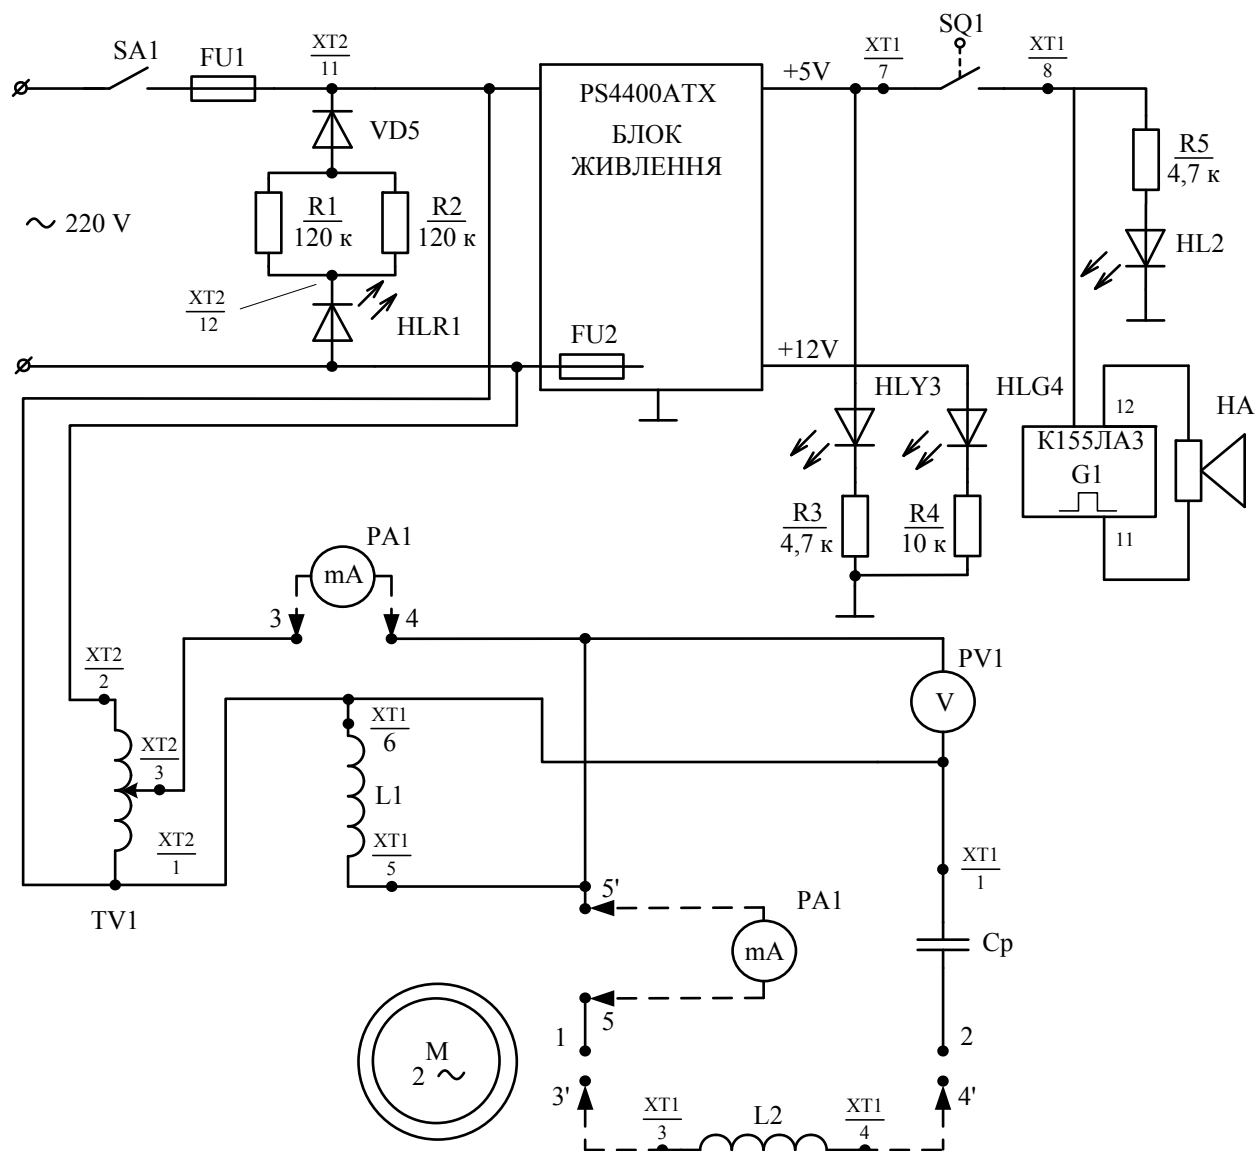 SA1
FU1
XT2
11
VD5
R1
120 к
R2
120 к
220 V
XT2
12
HLR1
PS4400ATX
БЛОК
ЖИВЛЕННЯ
FU2
+5V
+12V
XT1
7
SQ1
XT1
8
R5
4,7 к
HL2
HLY3
HLG4
R3
4,7 к
R4
10 к
12
К155ЛА3
G1
11
HA
PA1
mA
3
4
XT2
2
XT2
3
XT2
1
TV1
XT1
6
L1
XT1
5
PV1
V
5'
PA1
mA
5
XT1
1
Cp
M
2
1
2
3'
4'
XT1
3
L2
XT1
4